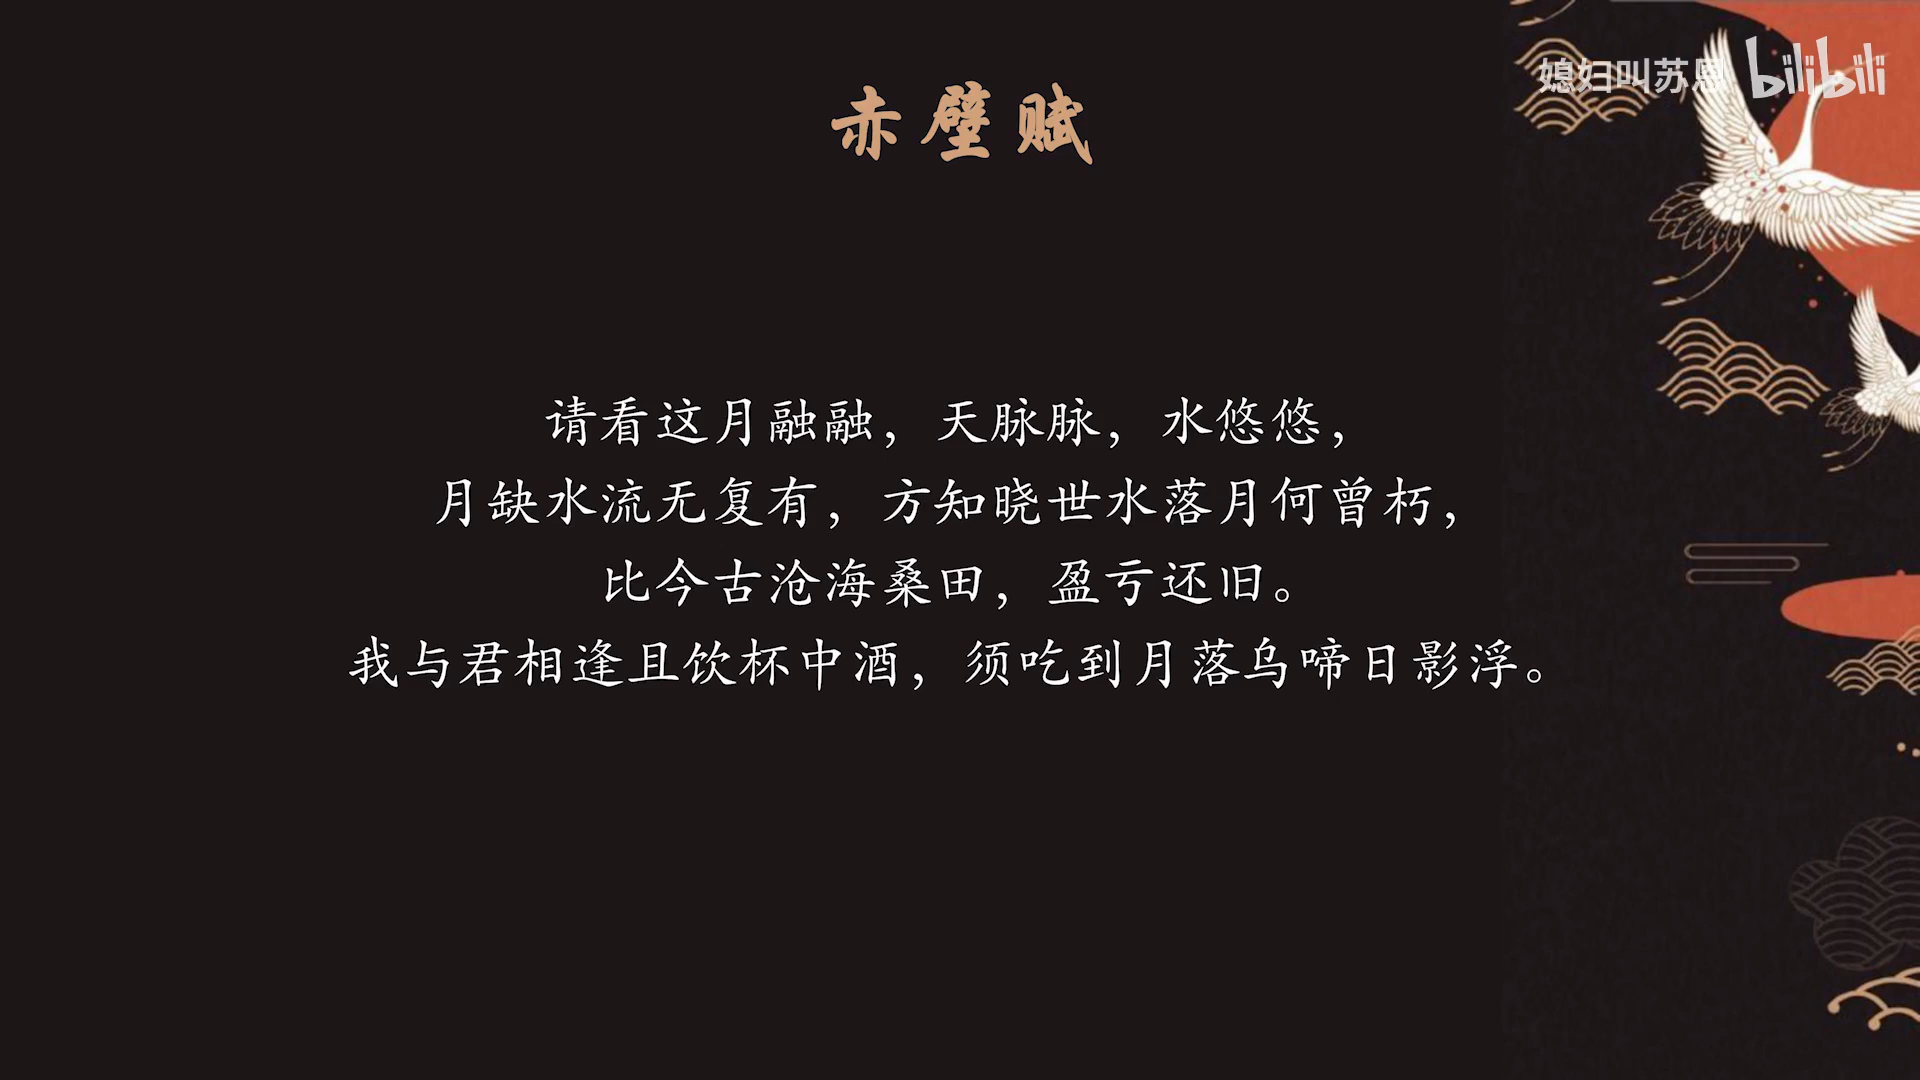 媳妇叫苏恩 bilibili
赤壁赋
请看这月融融，天脉脉，水悠悠，
月缺水流无复有，方知晓世水落月何曾朽，
比今古沧海桑田，盈亏还旧。
我与君相逢且饮杯中酒，须吃到月落乌啼日影浮。